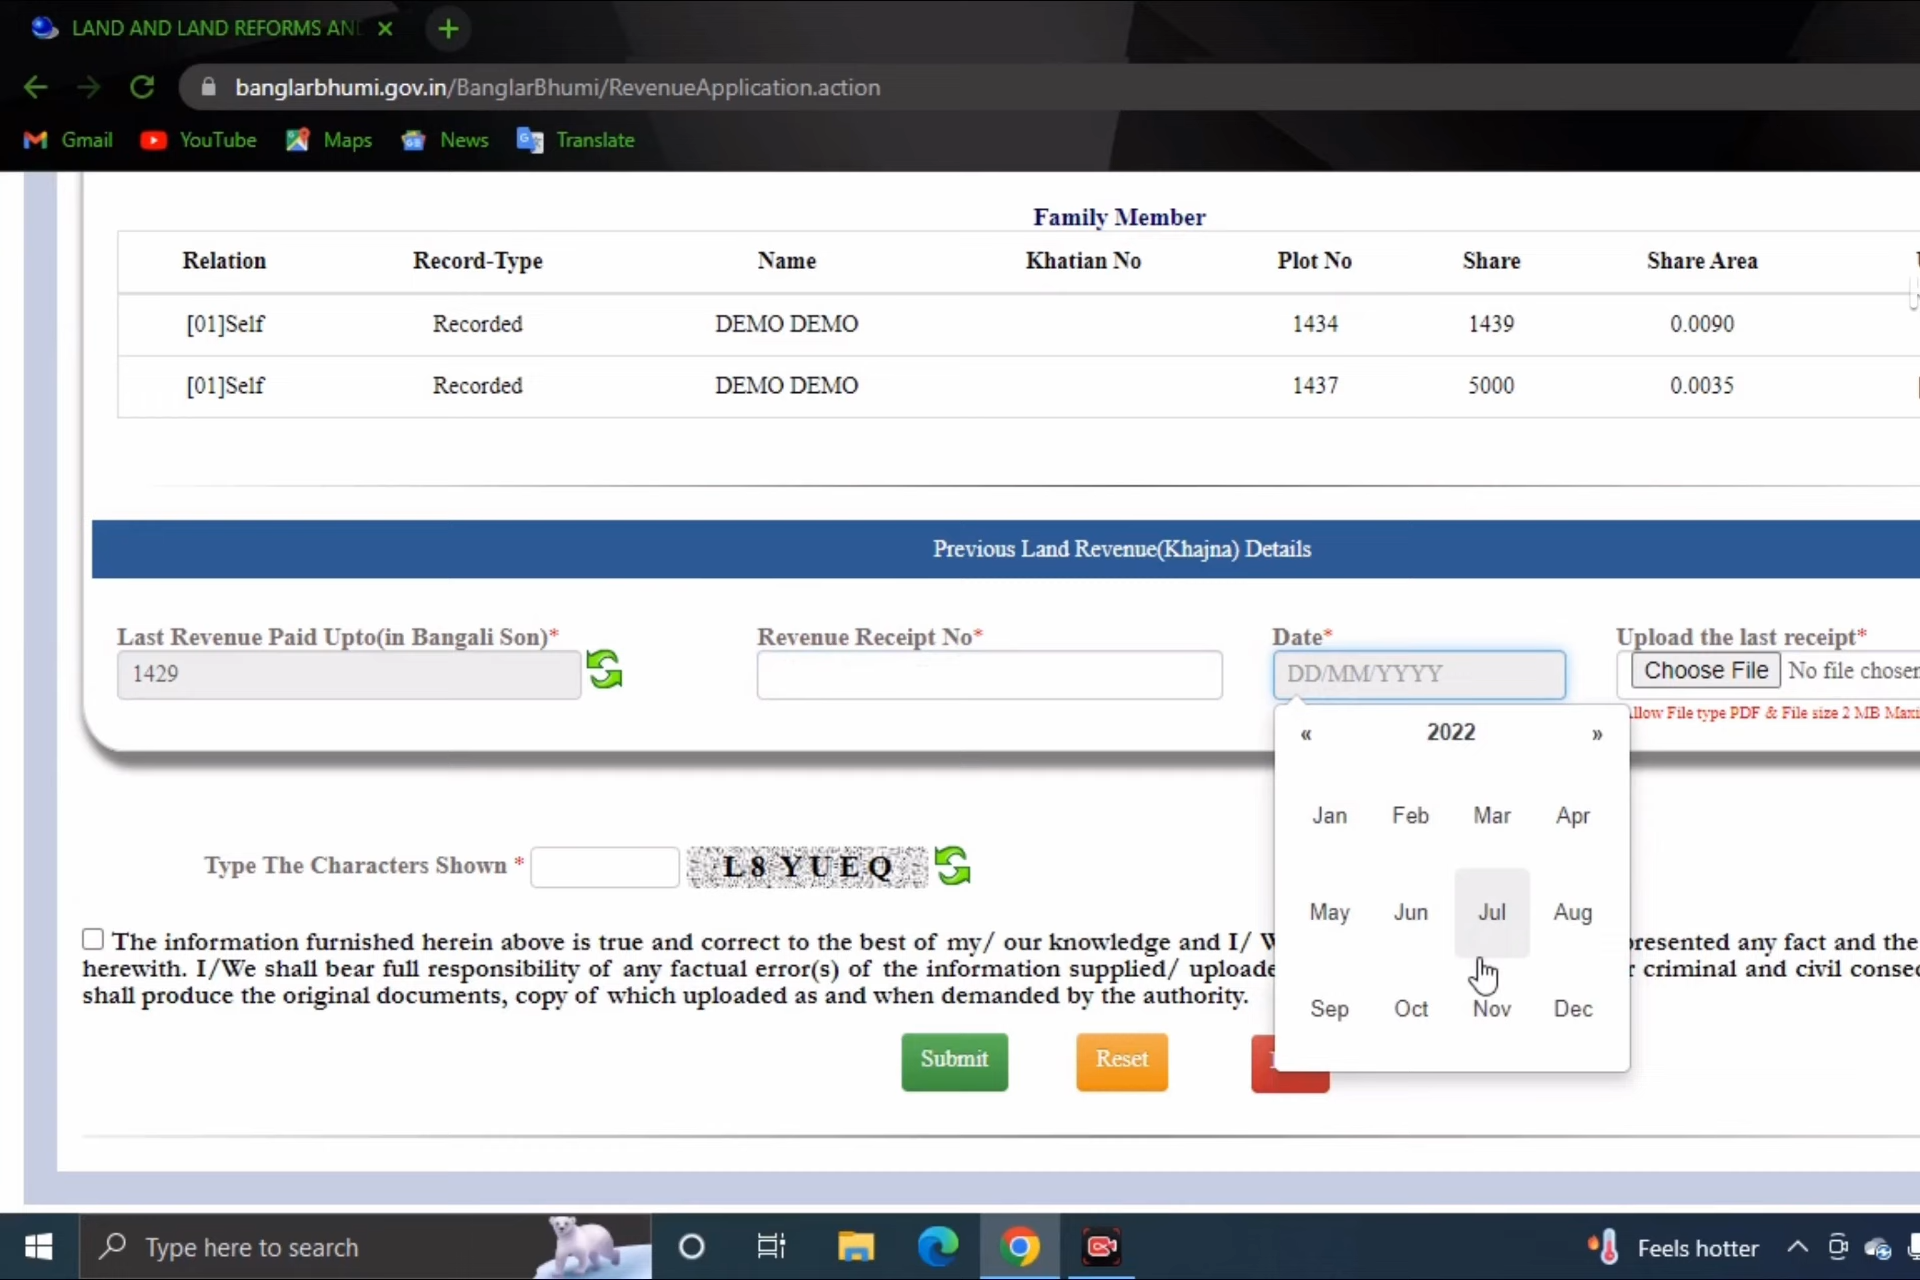 LAND AND LAND REFORMS AN
banglarbhumi.gov.in/BanglarBhumi/RevenueApplication.action
Gmail YouTube Maps News Translate
Family Member
Relation Record-Type Name Khatian No Plot No Share Share Area
[01]Self Recorded DEMO DEMO 1434 1439 0.0090
[01]Self Recorded DEMO DEMO 1437 5000 0.0035
Previous Land Revenue(Khajna) Details
Last Revenue Paid Upto(in Bangali Son)* Revenue Receipt No* Date* Upload the last receipt*
1429 DD/MM/YYYY Choose File No file chosen
File type PDF & File size 2 MB
« 2022 »
Jan Feb Mar Apr
May Jun Jul Aug
Sep Oct Nov Dec
Type The Characters Shown * L8YUEQ
The information furnished herein above is true and correct to the best of my/ our knowledge and I/ any fact and the
herewith. I/We shall bear full responsibility of any factual error(s) of the information supplied/ criminal and civil
shall produce the original documents, copy of which uploaded as and when demanded by the authority.
Submit Reset
Type here to search Feels hotter